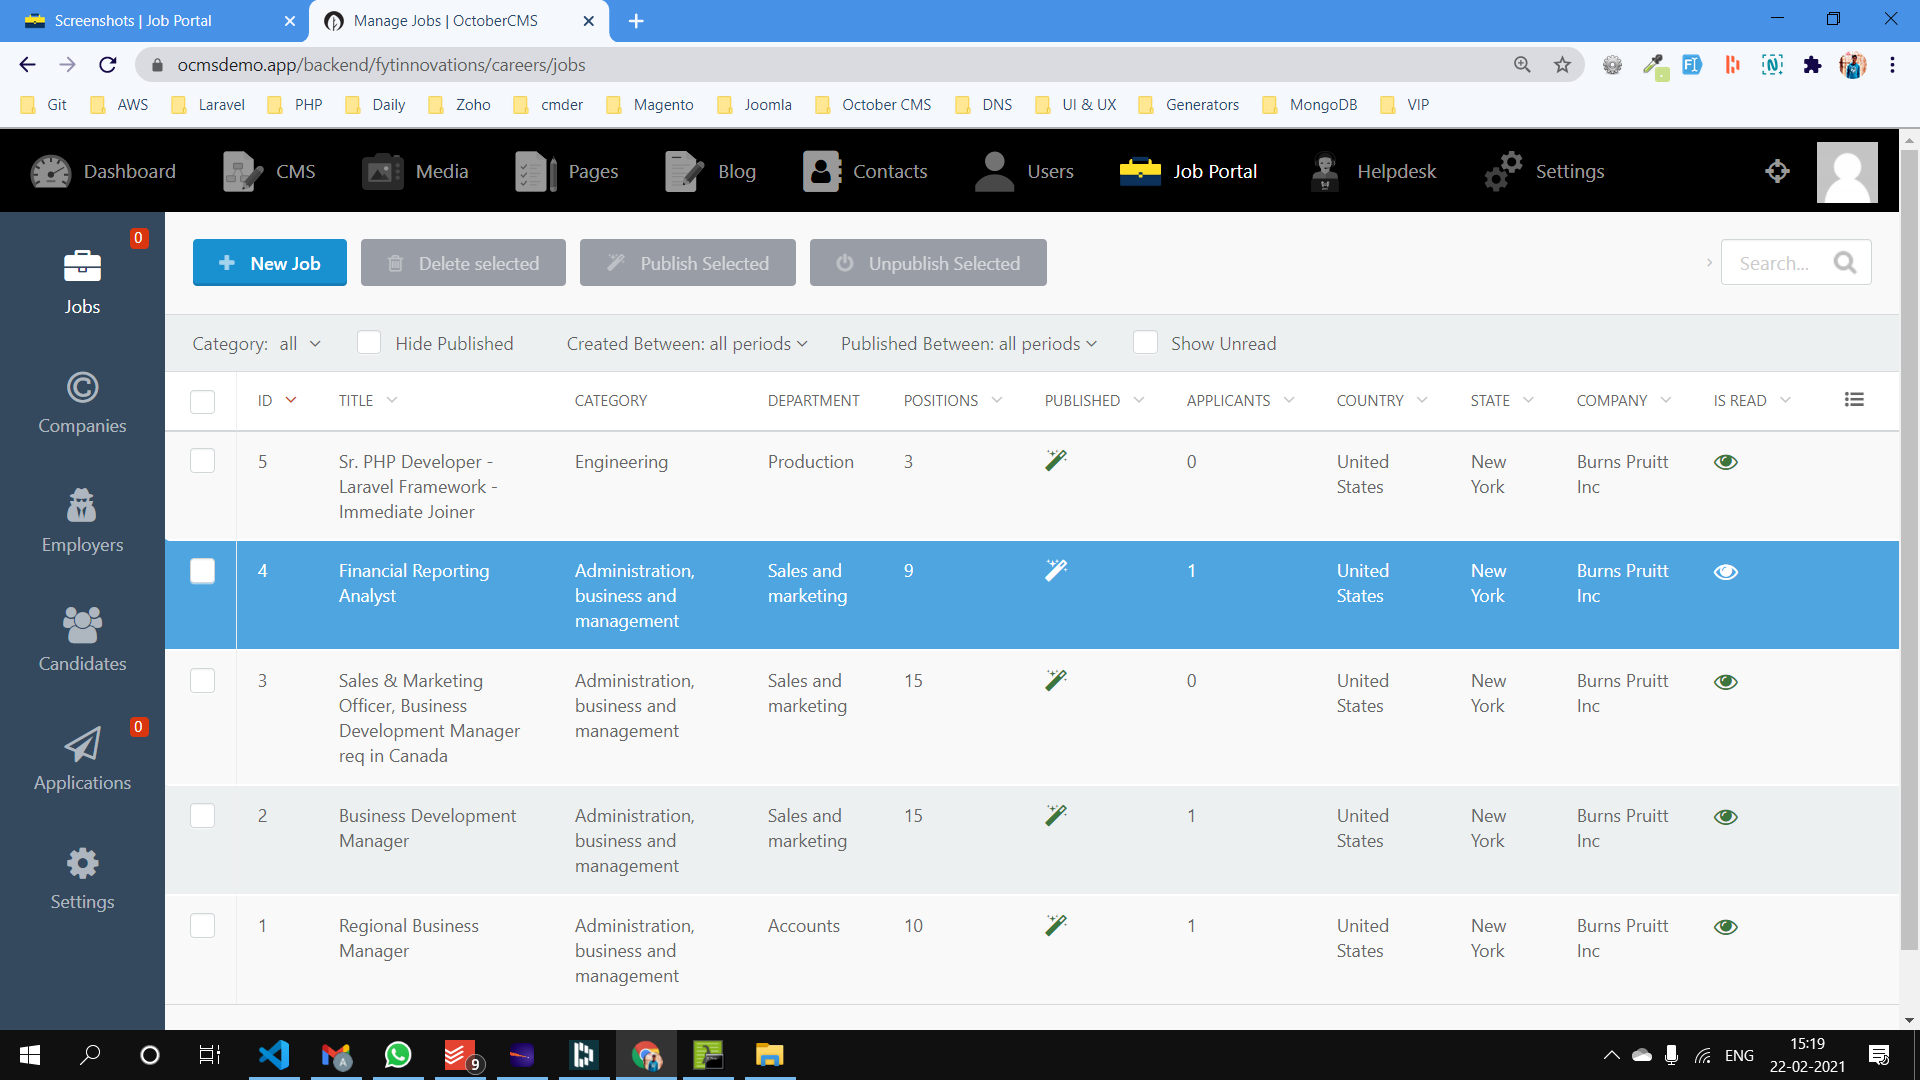 Screenshots | Job Portal
Manage Jobs | OctoberCMS
ocmsdemo.app/backend/fytinnovations/careers/jobs
Git AWS Laravel PHP Daily Zoho cmder Magento Joomla October CMS DNS UI & UX Generators MongoDB VIP
Dashboard CMS Media Pages Blog Contacts Users Job Portal Helpdesk Settings
0
Jobs
Companies
Employers
Candidates
0
Applications
Settings
New Job Delete selected Publish Selected Unpublish Selected Search...
Category: all Hide Published Created Between: all periods Published Between: all periods Show Unread
ID TITLE CATEGORY DEPARTMENT POSITIONS PUBLISHED APPLICANTS COUNTRY STATE COMPANY IS READ
5 Sr. PHP Developer - Engineering Production 3 0 United New Burns Pruitt
Laravel Framework - States York Inc
Immediate Joiner
4 Financial Reporting Administration, Sales and 9 1 United New Burns Pruitt
Analyst business and marketing States York Inc
management
3 Sales & Marketing Administration, Sales and 15 0 United New Burns Pruitt
Officer, Business business and marketing States York Inc
Development Manager management
req in Canada
2 Business Development Administration, Sales and 15 1 United New Burns Pruitt
Manager business and marketing States York Inc
management
1 Regional Business Administration, Accounts 10 1 United New Burns Pruitt
Manager business and States York Inc
management
A 9 ENG 15:19
22-02-2021